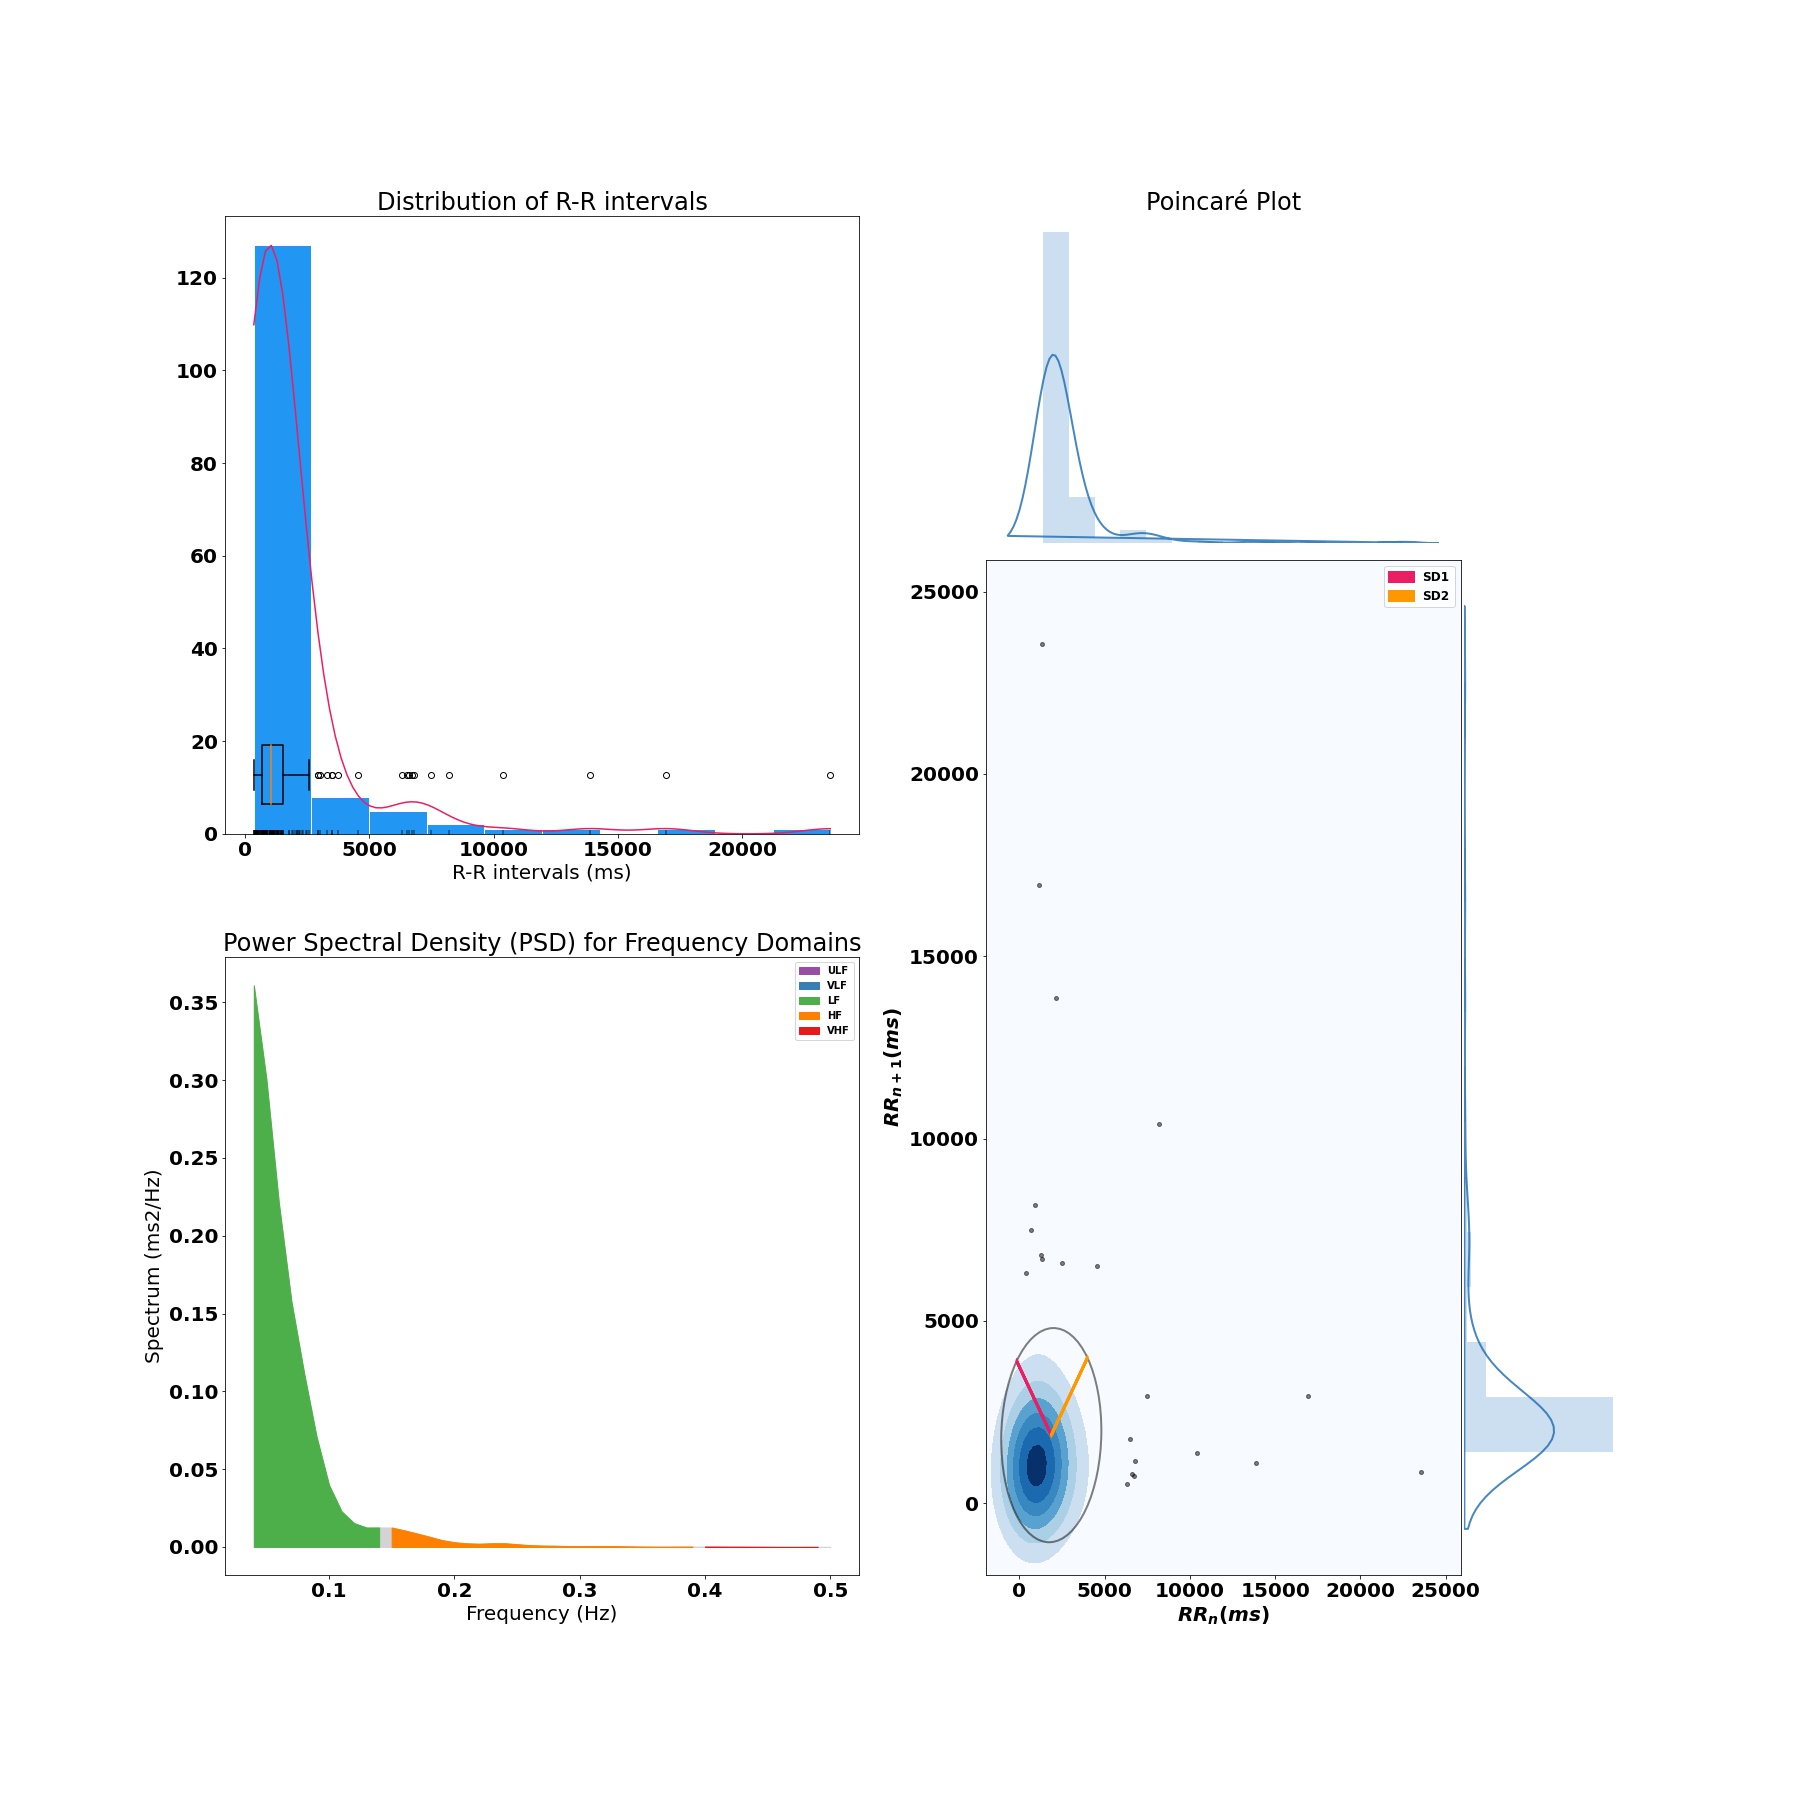 Distribution of R-R intervals
120
100
80
60
40
20
0
0 5000 10000 15000 20000
R-R intervals (ms)
Power Spectral Density (PSD) for Frequency Domains
ULF
VLF
LF
HF
VHF
0.35
0.30
0.25
0.20
0.15
0.10
0.05
0.00
Spectrum (ms2/Hz)
0.1 0.2 0.3 0.4 0.5
Frequency (Hz)
Poincaré Plot
SD1
SD2
25000
20000
15000
10000
5000
0
RRn+1(ms)
0 5000 10000 15000 20000 25000
RRn(ms)